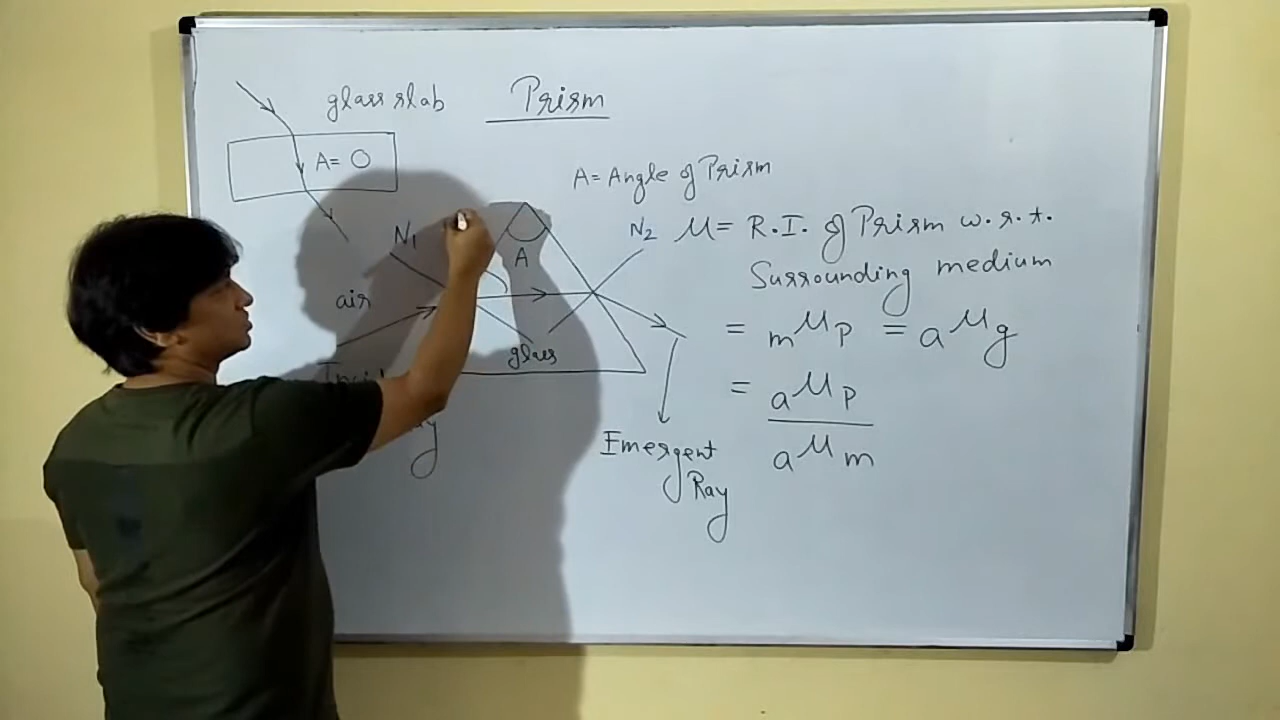 glass slab
Prism
A= O
A= Angle of Prism
N1
N2
μ= R.I. of Prism w.r.t.
Surrounding medium
A
air
glass
= mμp = aμg
= aμp
aμm
Emergent
Ray